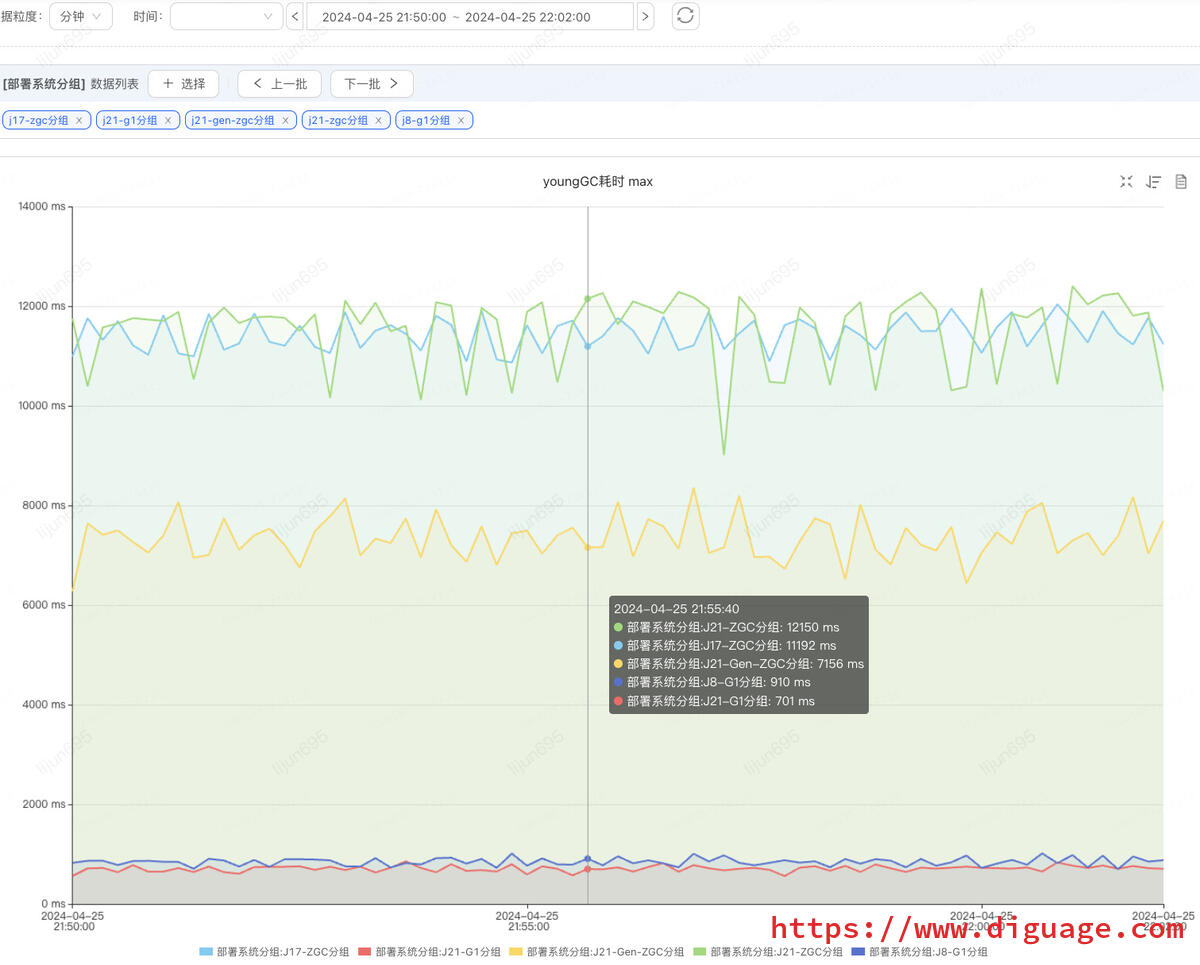 据粒度: 分钟 时间: 2024-04-25 21:50:00 ~ 2024-04-25 22:02:00
[部署系统分组] 数据列表 + 选择 < 上一批 下一批 >
j17-zgc分组 × j21-g1分组 × j21-gen-zgc分组 × j21-zgc分组 × j8-g1分组 ×
youngGC耗时 max
14000 ms
12000 ms
10000 ms
8000 ms
6000 ms
4000 ms
2000 ms
0 ms
2024-04-25 21:55:40
部署系统分组:J21-ZGC分组: 12150 ms
部署系统分组:J17-ZGC分组: 11192 ms
部署系统分组:J21-Gen-ZGC分组: 7156 ms
部署系统分组:J8-G1分组: 910 ms
部署系统分组:J21-G1分组: 701 ms
2024-04-25 2024-04-25 2024-04-25 2024-04-25
21:50:00 21:55:00 22:00:00 22:02:00
https://www.diguage.com
部署系统分组:J17-ZGC分组 部署系统分组:J21-G1分组 部署系统分组:J21-Gen-ZGC分组 部署系统分组:J21-ZGC分组 部署系统分组:J8-G1分组
lijun695